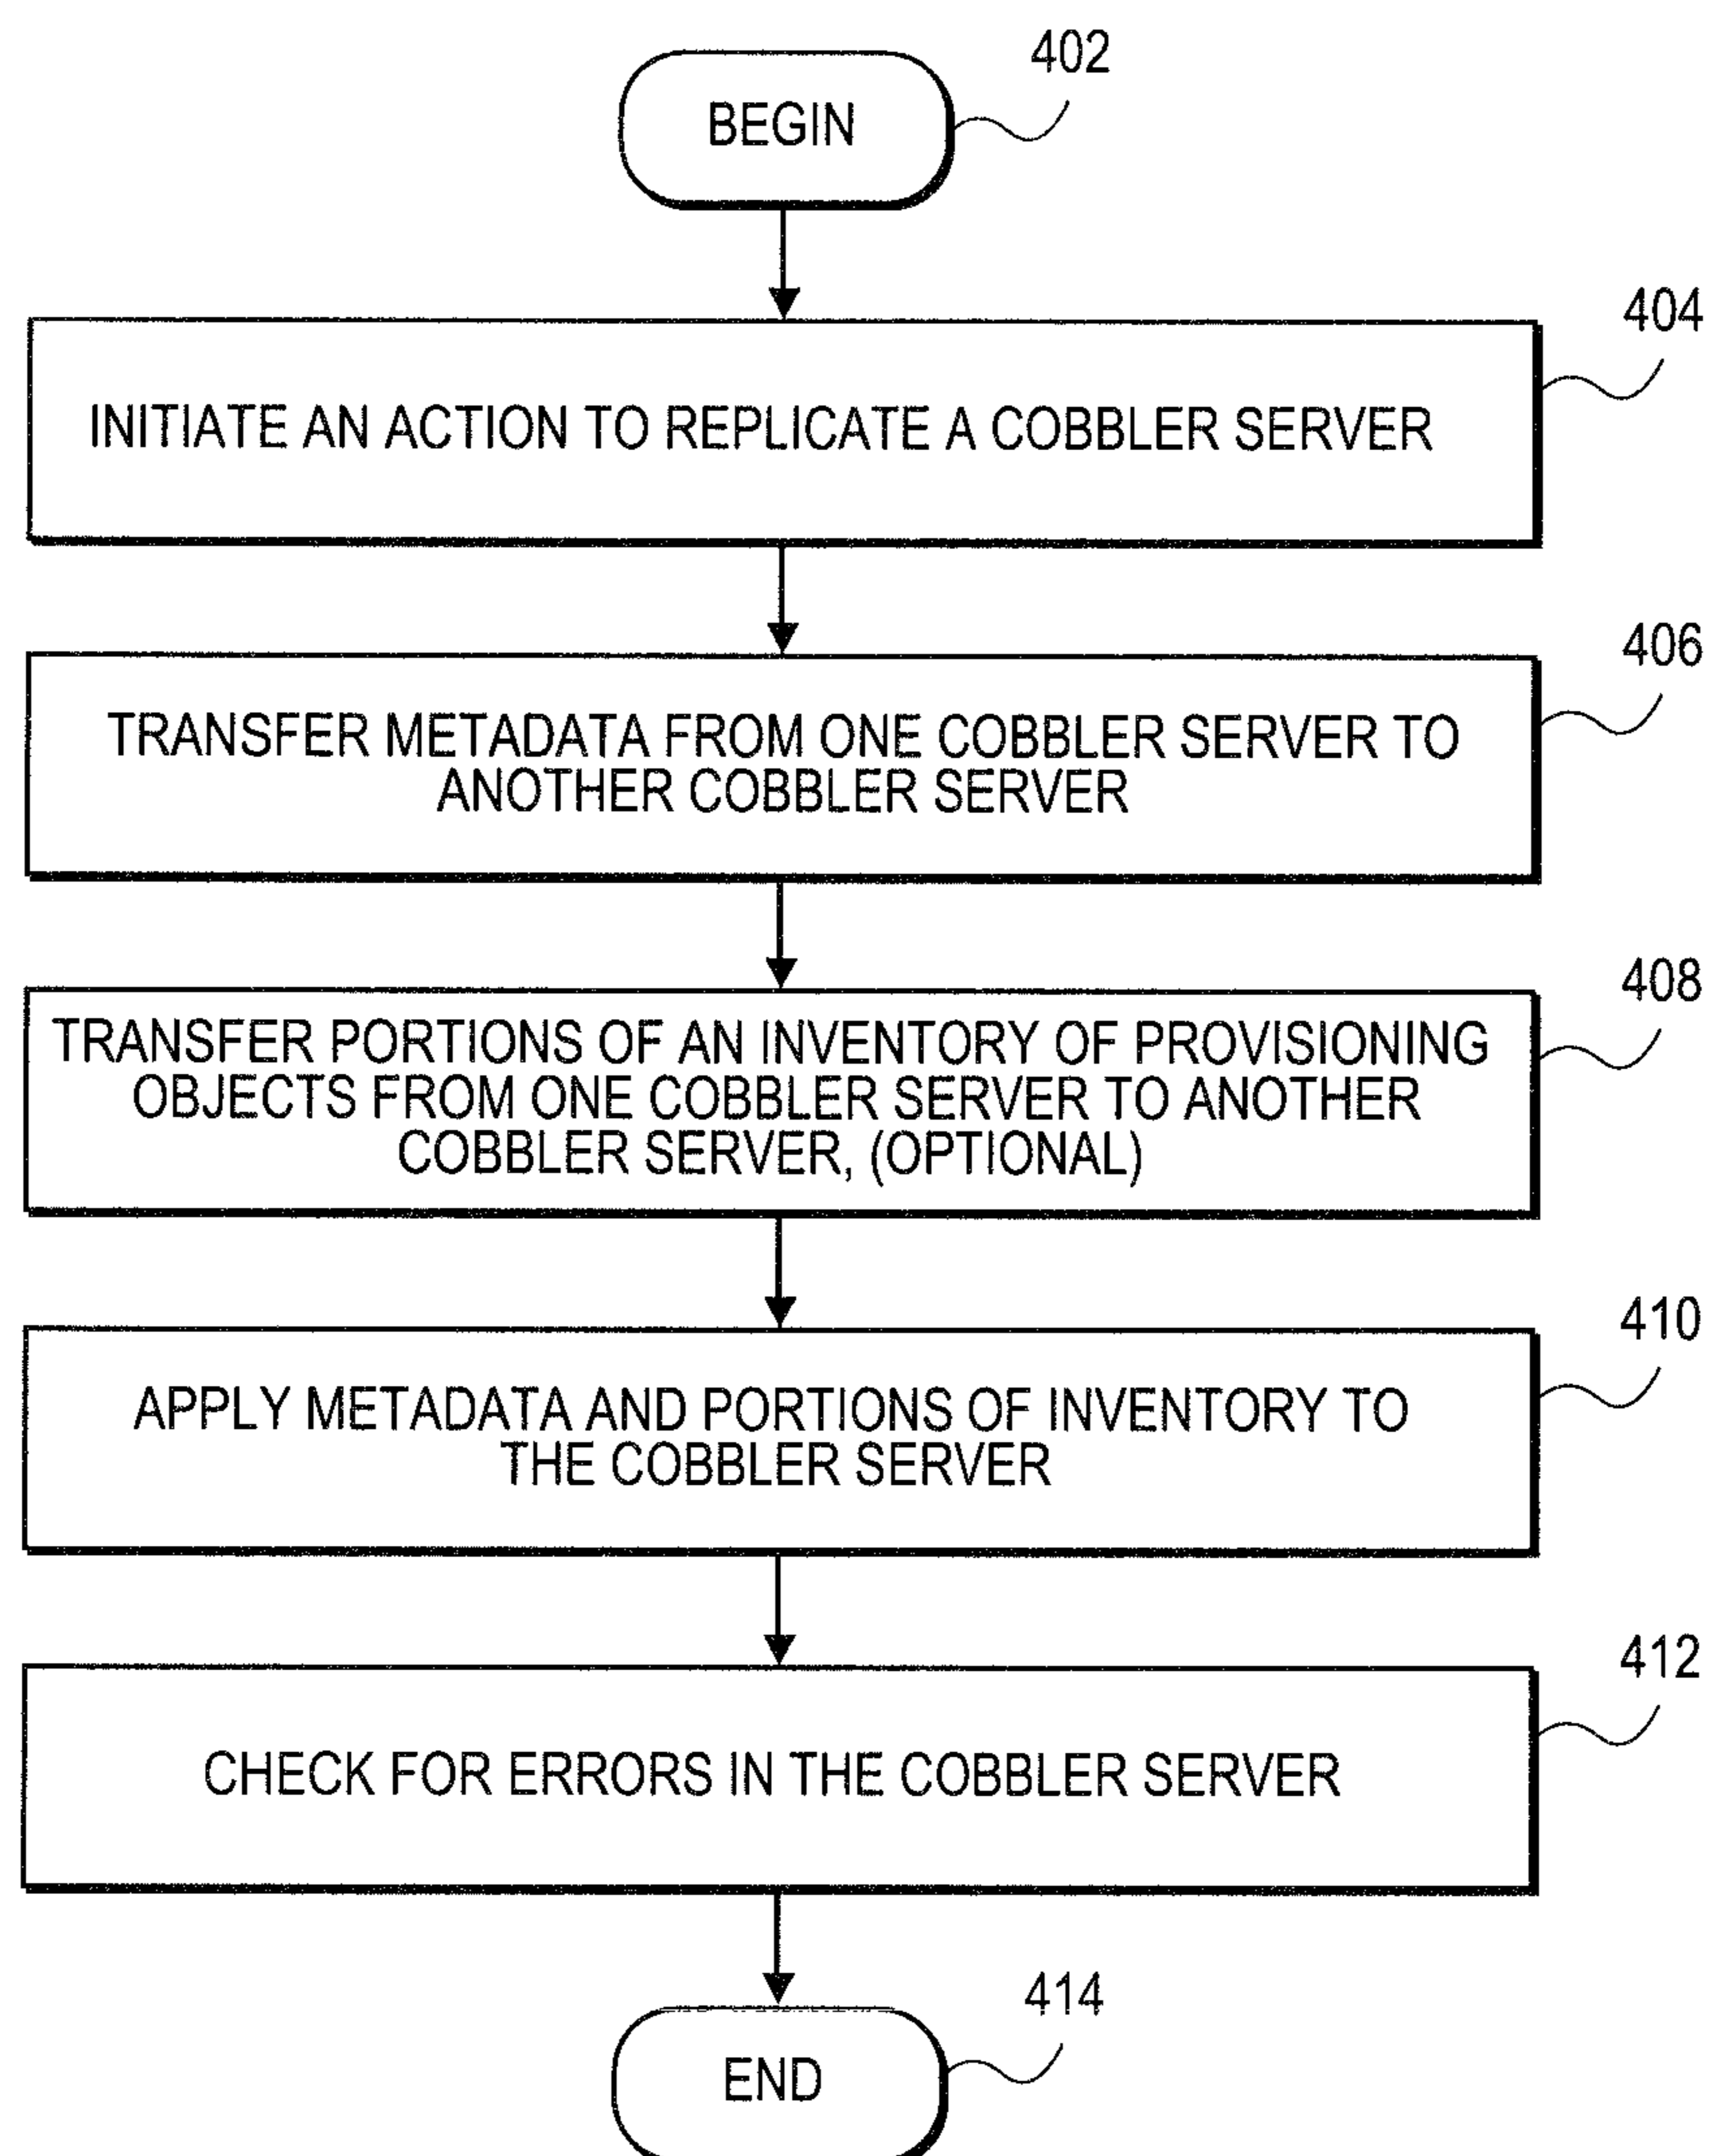 402
BEGIN
404
INITIATE AN ACTION TO REPLICATE A COBBLER SERVER
406
TRANSFER METADATA FROM ONE COBBLER SERVER TO
ANOTHER COBBLER SERVER
408
TRANSFER PORTIONS OF AN INVENTORY OF PROVISIONING
OBJECTS FROM ONE COBBLER SERVER TO ANOTHER
COBBLER SERVER, (OPTIONAL)
410
APPLY METADATA AND PORTIONS OF INVENTORY TO
THE COBBLER SERVER
412
CHECK FOR ERRORS IN THE COBBLER SERVER
414
END